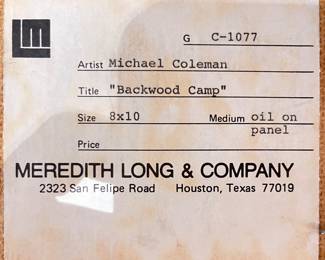 LM
G C-1077
Artist Michael Coleman
Title "Backwood Camp"
Size 8x10 Medium oil on
panel
Price
MEREDITH LONG & COMPANY
2323 San Felipe Road Houston, Texas 77019